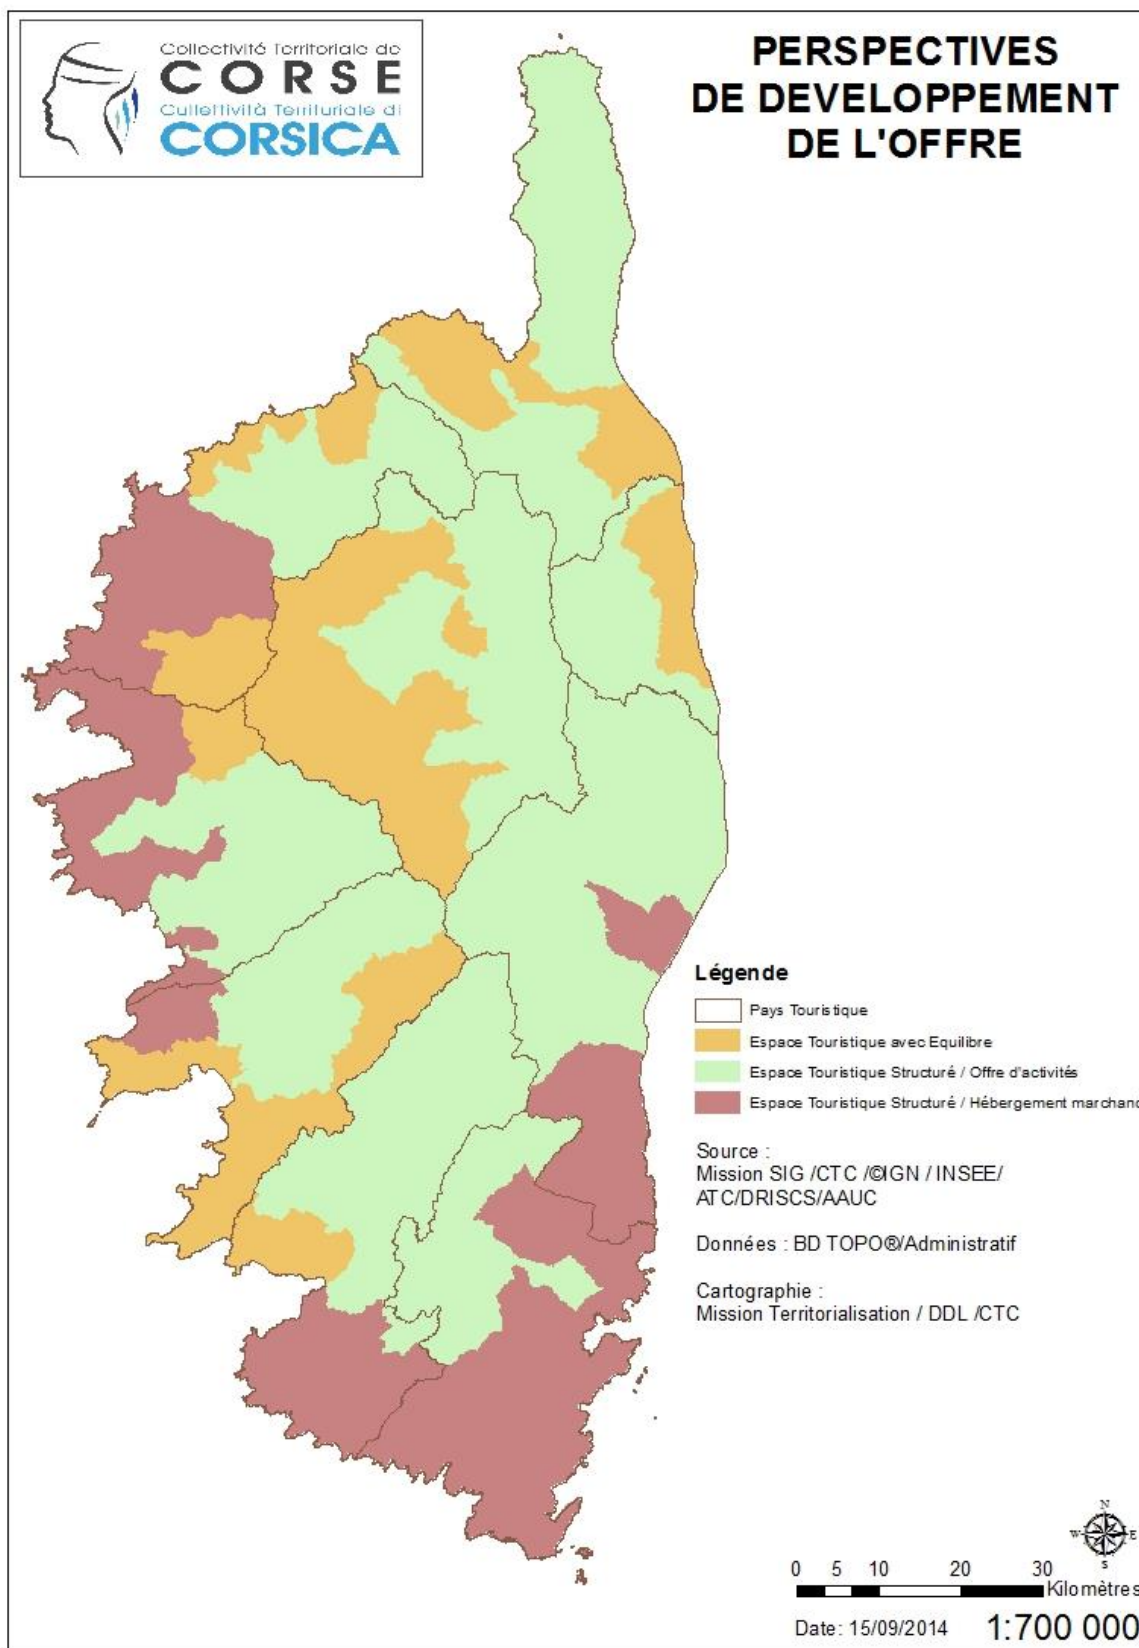 Collectivité Territoriale de
CORSE
Cullettività Territuriale di
CORSICA
PERSPECTIVES
DE DEVELOPPEMENT
DE L'OFFRE
Légende
Pays Touristique
Espace Touristique avec Equilibre
Espace Touristique Structuré / Offre d'activités
Espace Touristique Structuré / Hébergement marchand
Source :
Mission SIG /CTC /©IGN / INSEE/
ATC/DRISCS/AAUC
Données : BD TOPO®/Administratif
Cartographie :
Mission Territorialisation / DDL /CTC
N
W E
S
0 5 10 20 30
Kilomètres
Date: 15/09/2014 1:700 000